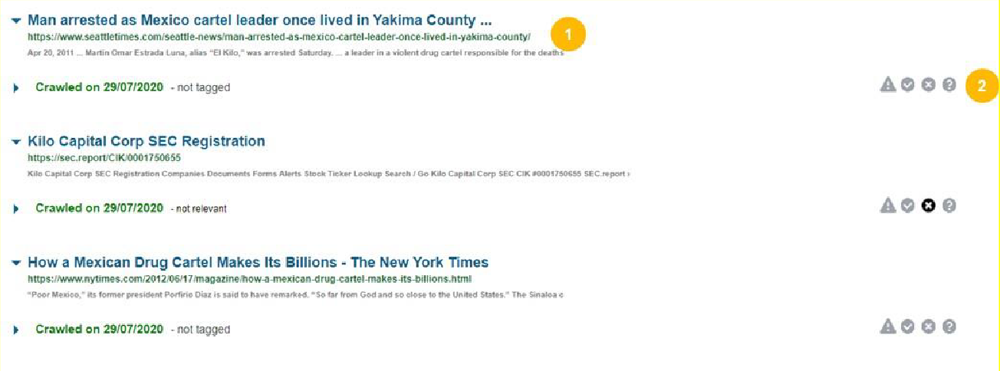 Man arrested as Mexico cartel leader once lived in Yakima County ...
https://www.seattletimes.com/seattle-news/man-arrested-as-mexico-cartel-leader-once-lived-in-yakima-county/
1
Apr 20, 2011 ... Martin Omar Estrada Luna, alias "El Kilo," was arrested Saturday. ... a leader in a violent drug cartel responsible for the deaths
Crawled on 29/07/2020 - not tagged
2
Kilo Capital Corp SEC Registration
https://sec.report/CIK/0001750655
Kilo Capital Corp SEC Registration Companies Documents Forms Alerts Stock Ticker Lookup Search / Go Kilo Capital Corp SEC CIK #0001750655 SEC.report ›
Crawled on 29/07/2020 - not relevant
How a Mexican Drug Cartel Makes Its Billions - The New York Times
https://www.nytimes.com/2012/06/17/magazine/how-a-mexican-drug-cartel-makes-its-billions.html
"Poor Mexico," its former president Porfirio Díaz is said to have remarked. "So far from God and so close to the United States." The Sinaloa c
Crawled on 29/07/2020 - not tagged